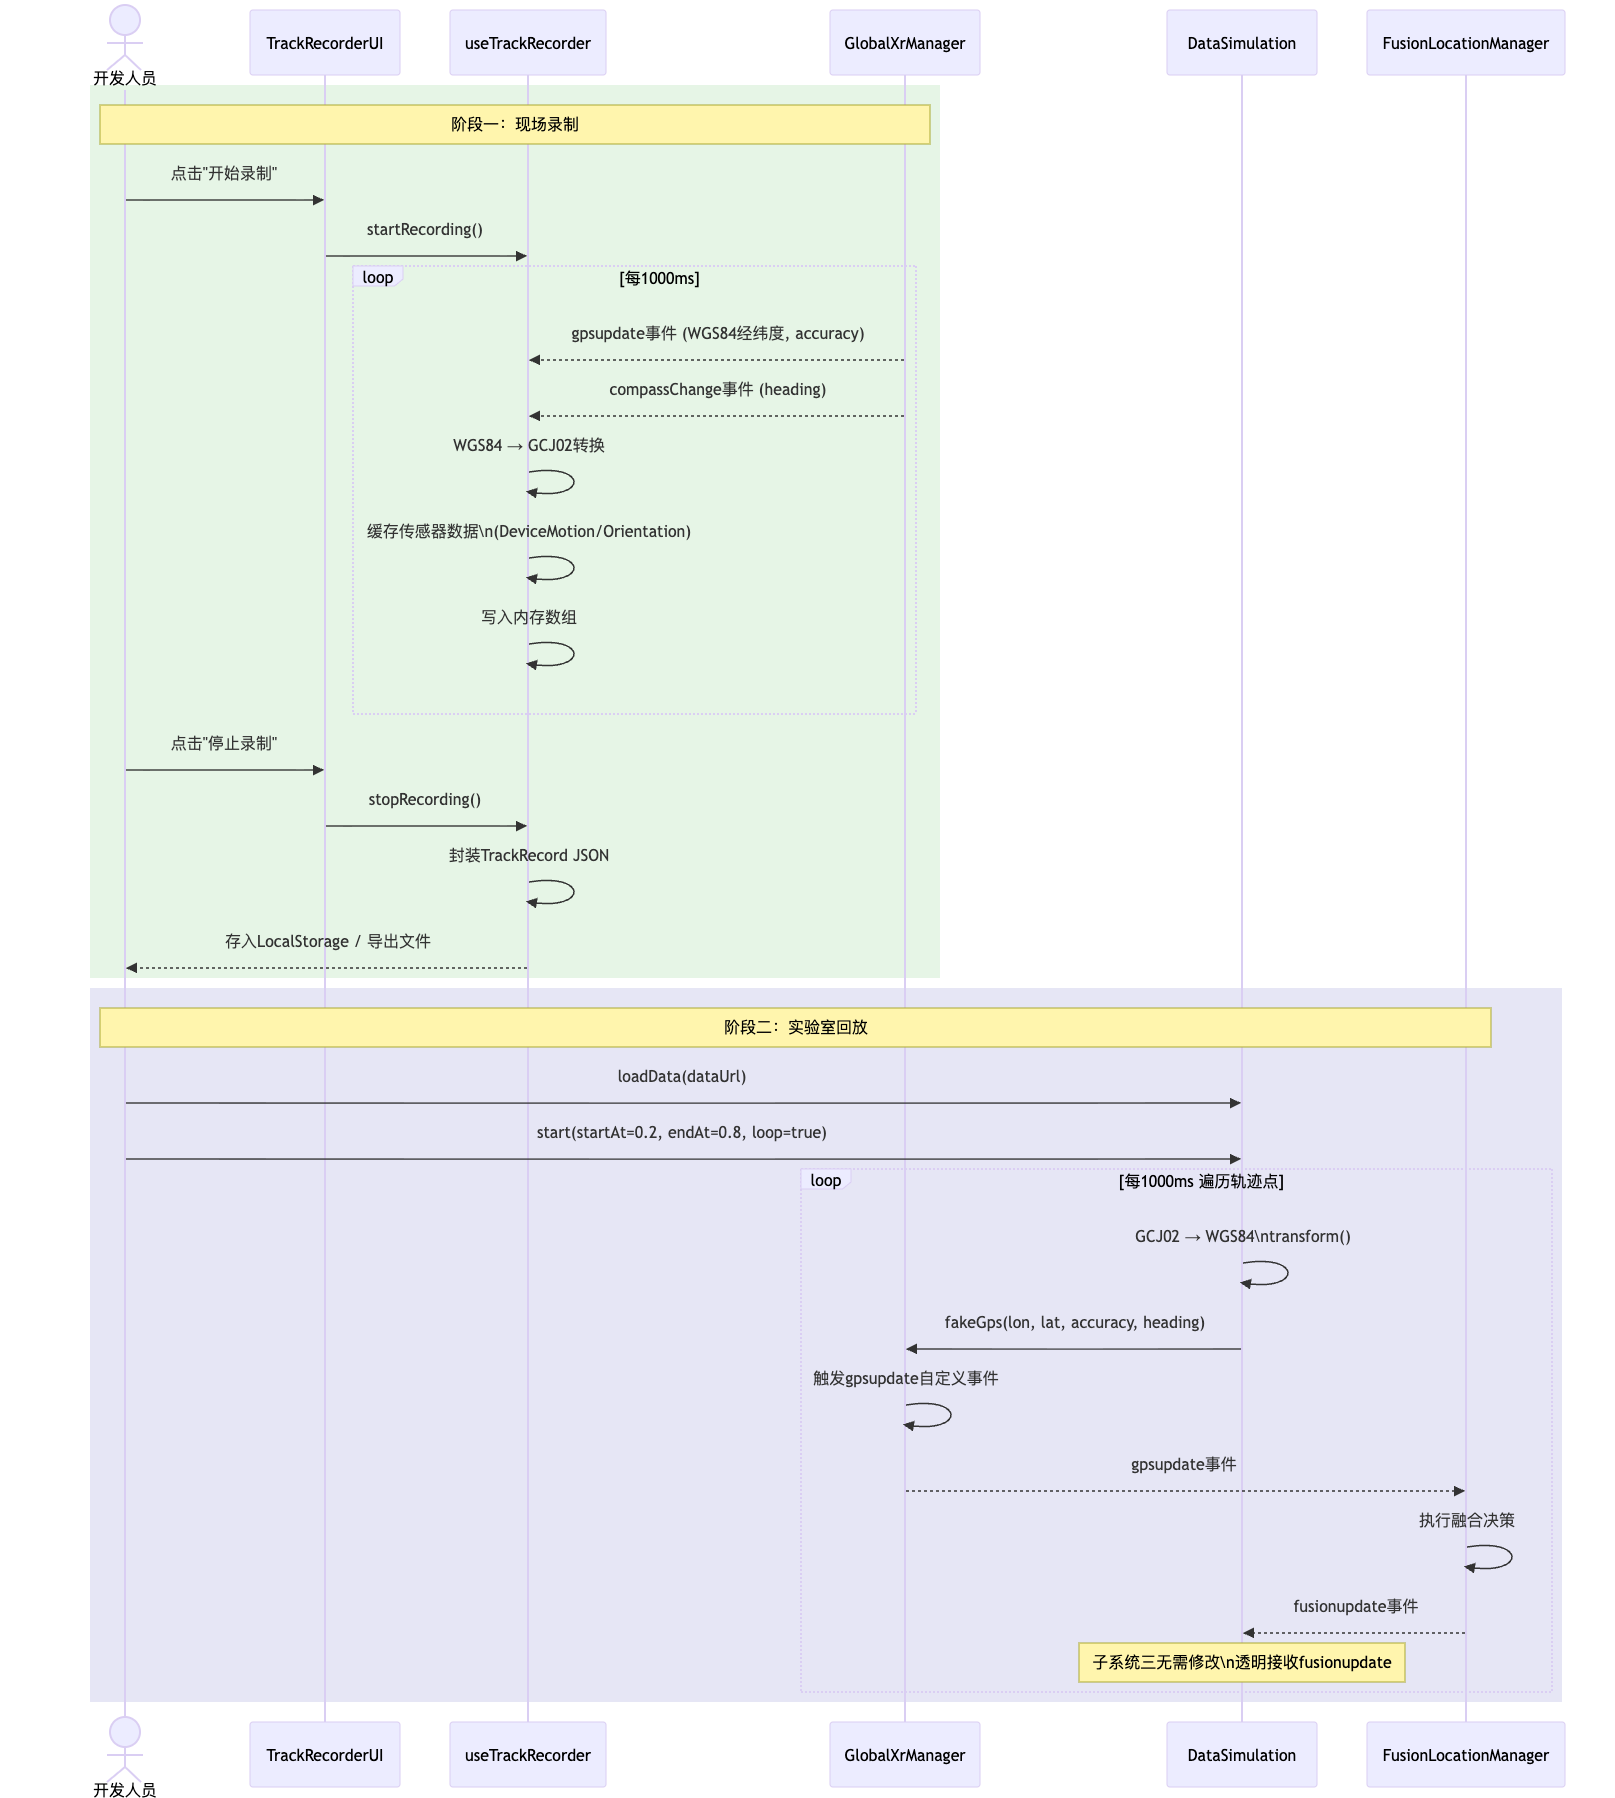 开发人员
TrackRecorderUI
useTrackRecorder
GlobalXrManager
DataSimulation
FusionLocationManager
阶段一：现场录制
点击"开始录制"
startRecording()
loop
[每1000ms]
gpsupdate事件 (WGS84经纬度, accuracy)
compassChange事件 (heading)
WGS84 → GCJ02转换
缓存传感器数据\n(DeviceMotion/Orientation)
写入内存数组
点击"停止录制"
stopRecording()
封装TrackRecord JSON
存入LocalStorage / 导出文件
阶段二：实验室回放
loadData(dataUrl)
start(startAt=0.2, endAt=0.8, loop=true)
loop
[每1000ms 遍历轨迹点]
GCJ02 → WGS84\ntransform()
fakeGps(lon, lat, accuracy, heading)
触发gpsupdate自定义事件
gpsupdate事件
执行融合决策
fusionupdate事件
子系统三无需修改\n透明接收fusionupdate
开发人员
TrackRecorderUI
useTrackRecorder
GlobalXrManager
DataSimulation
FusionLocationManager